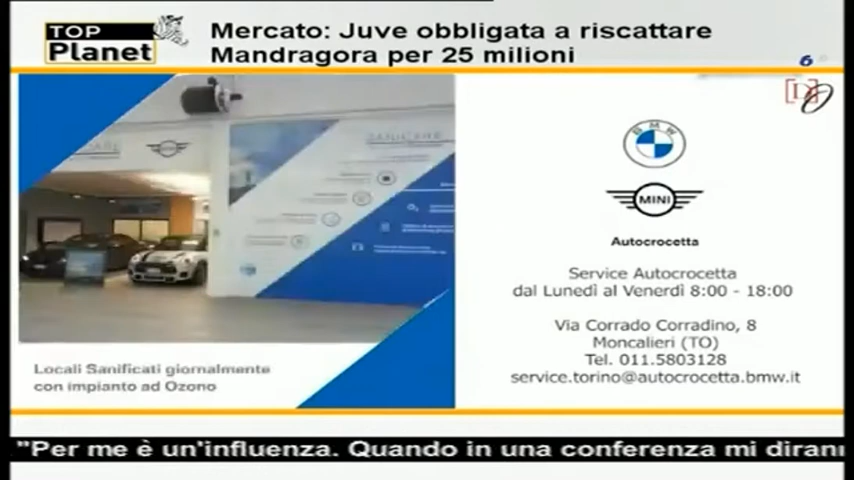 TOP
Planet
Mercato: Juve obbligata a riscattare
Mandragora per 25 milioni
6
BMW
MINI
Autocrocetta
Service Autocrocetta
dal Lunedì al Venerdì 8:00 - 18:00
Via Corrado Corradino, 8
Moncalieri (TO)
Tel. 011.5803128
service.torino@autocrocetta.bmw.it
Locali Sanificati giornalmente
con impianto ad Ozono
"Per me è un'influenza. Quando in una conferenza mi dirann